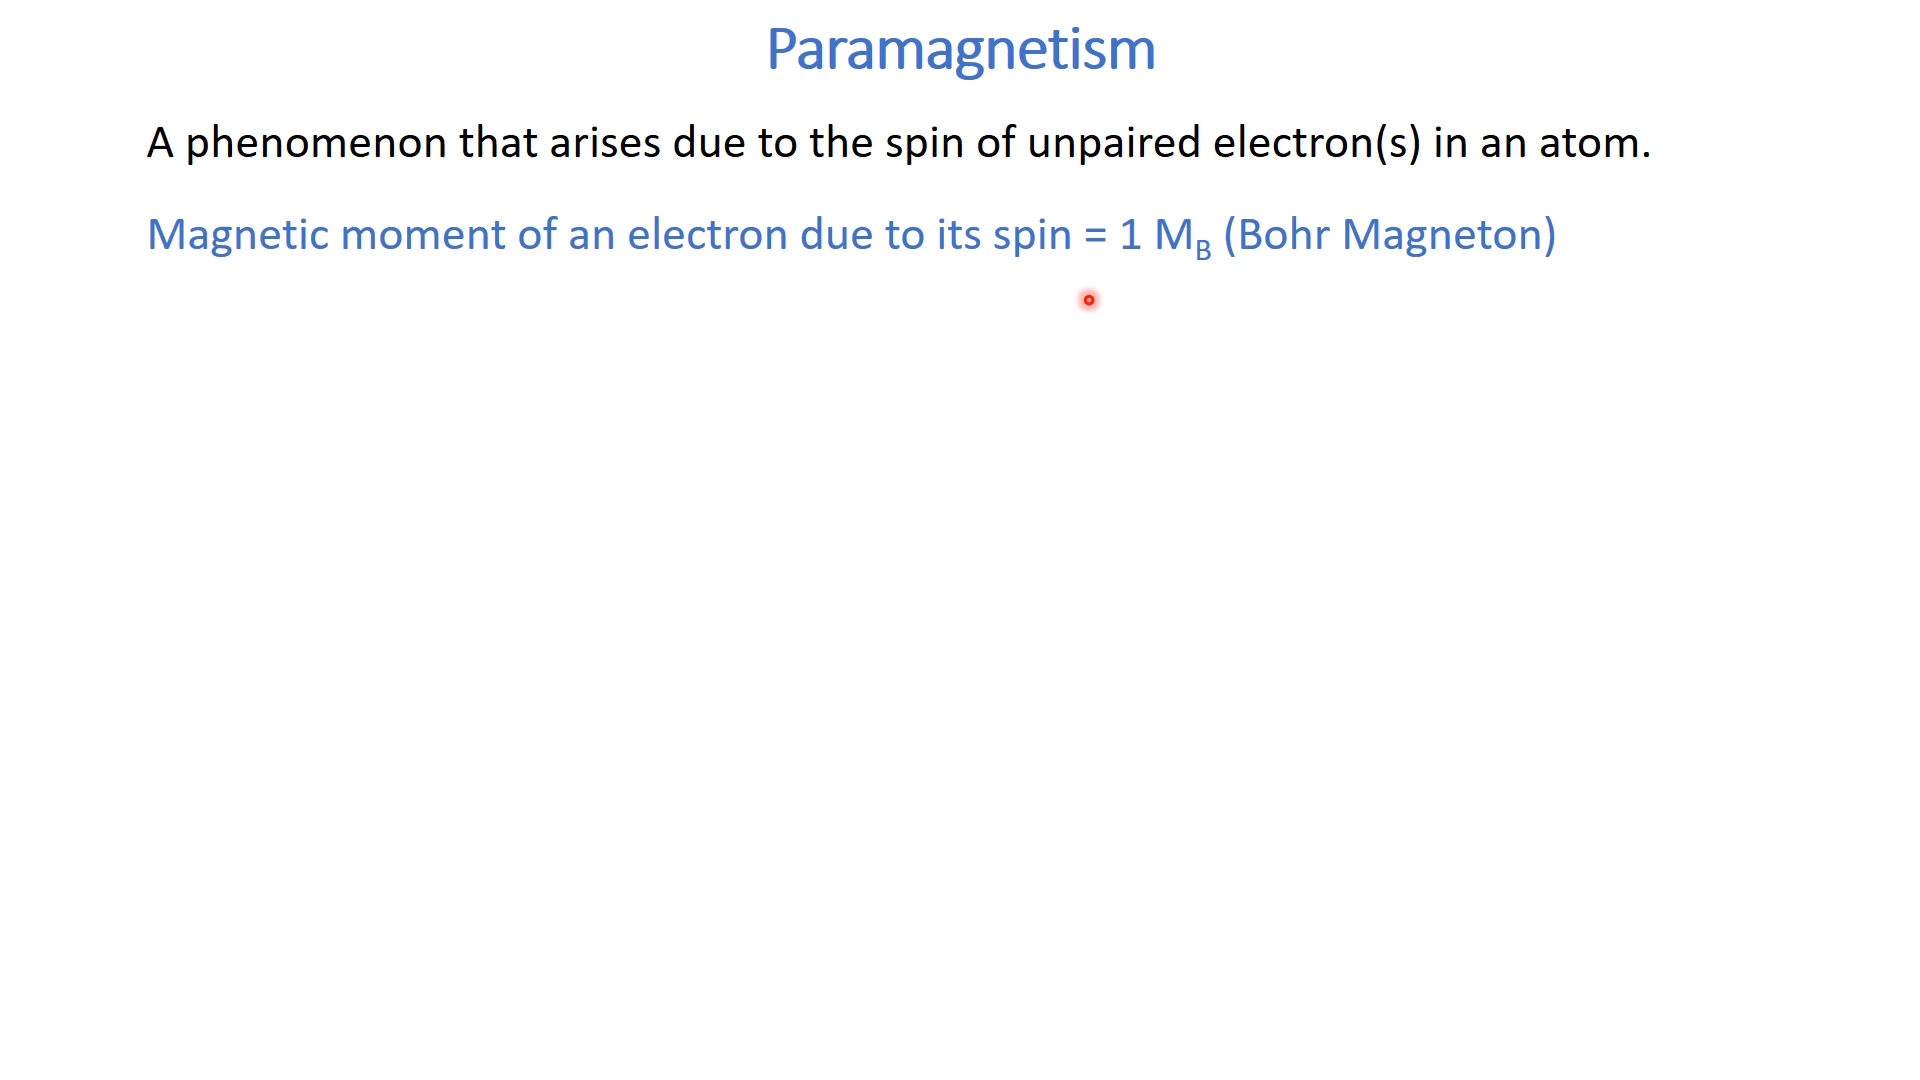 Paramagnetism
A phenomenon that arises due to the spin of unpaired electron(s) in an atom.
Magnetic moment of an electron due to its spin = 1 M_B (Bohr Magneton)